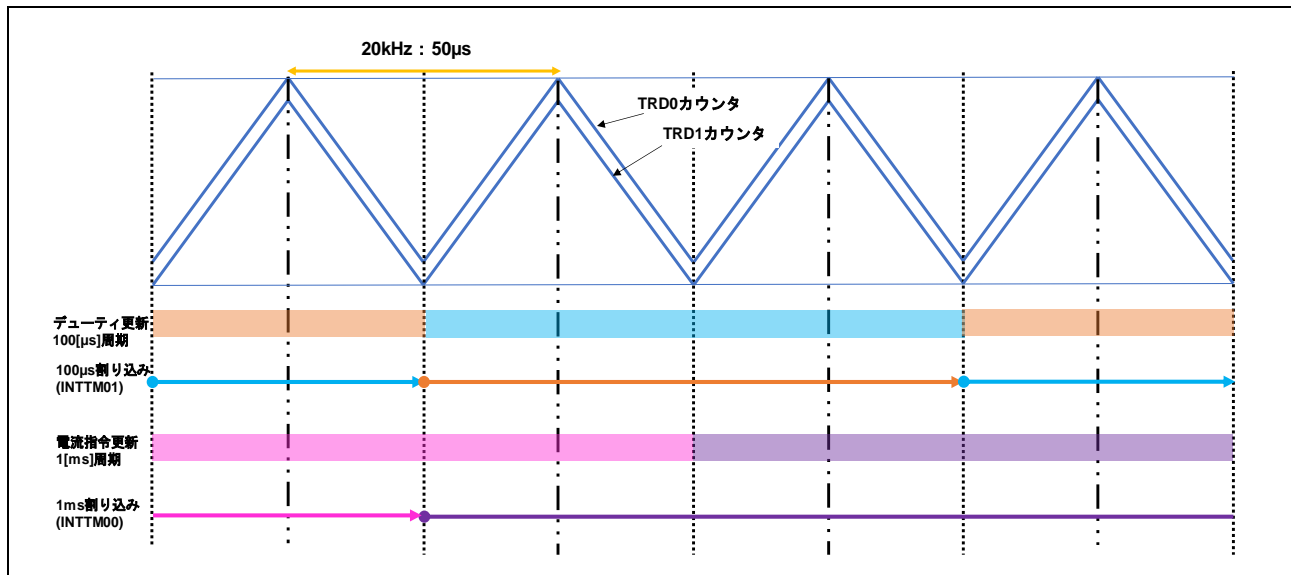 20kHz：50µs
TRD0カウンタ
TRD1カウンタ
デューティ更新
100[µs]周期
100µs割り込み
(INTTM01)
電流指令更新
1[ms]周期
1ms割り込み
(INTTM00)